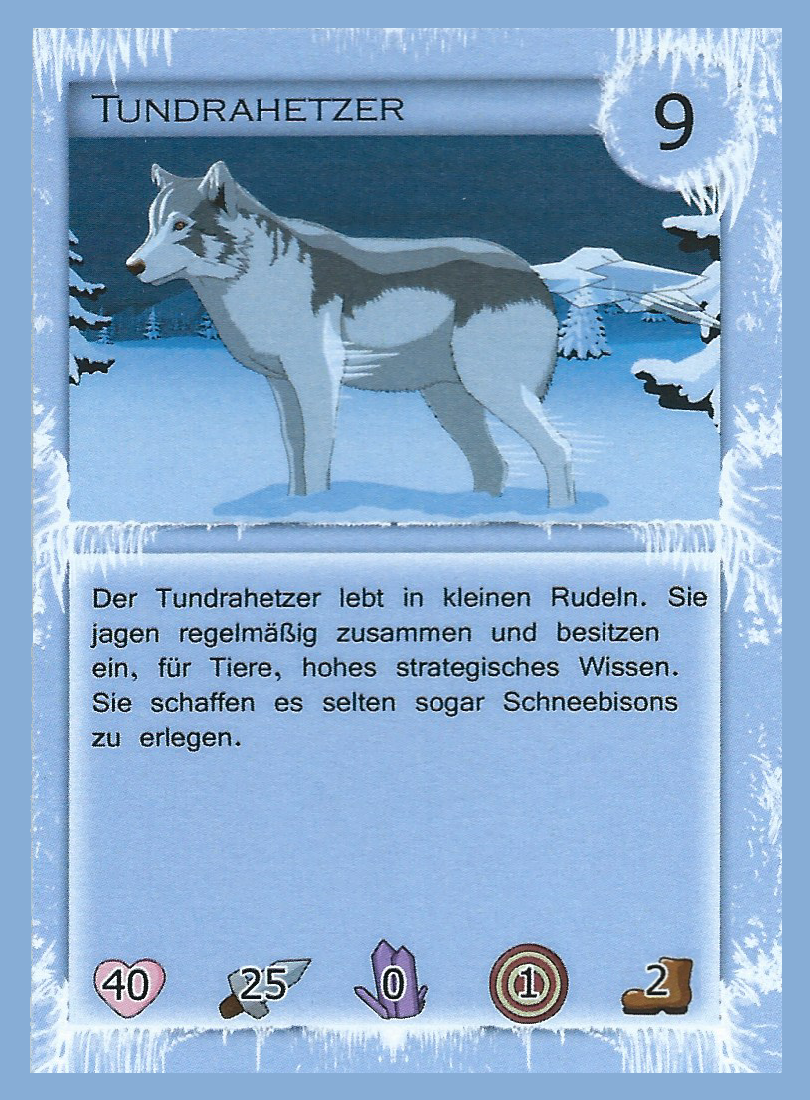 Tundrahetzer
9
Der Tundrahetzer lebt in kleinen Rudeln. Sie
jagen regelmäßig zusammen und besitzen
ein, für Tiere, hohes strategisches Wissen.
Sie schaffen es selten sogar Schneebisons
zu erlegen.
40 25 0 1 2